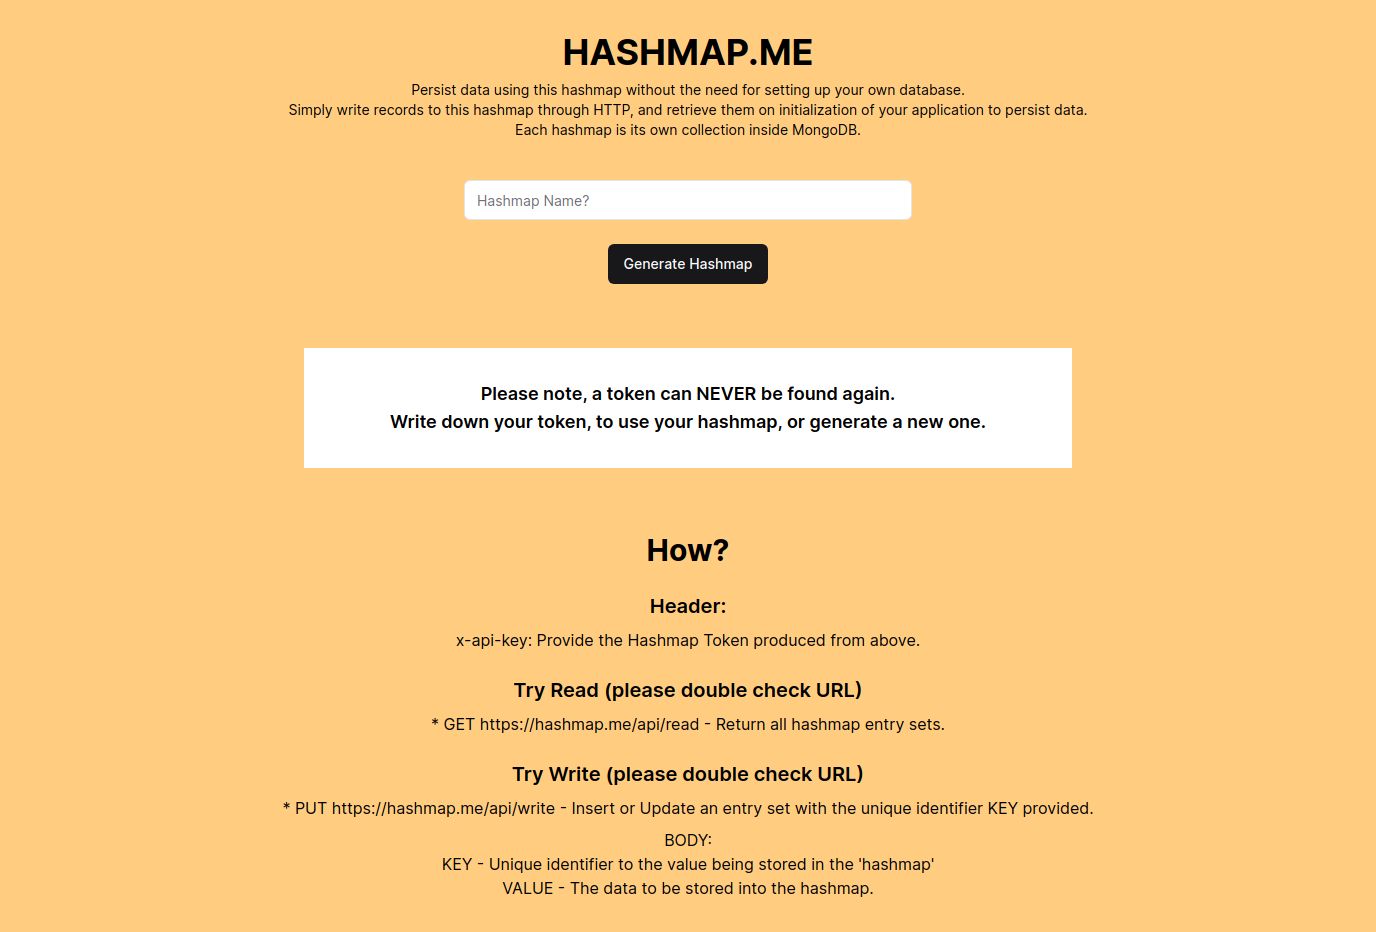 HASHMAP.ME
Persist data using this hashmap without the need for setting up your own database.
Simply write records to this hashmap through HTTP, and retrieve them on initialization of your application to persist data.
Each hashmap is its own collection inside MongoDB.
Hashmap Name?
Generate Hashmap
Please note, a token can NEVER be found again.
Write down your token, to use your hashmap, or generate a new one.
How?
Header:
x-api-key: Provide the Hashmap Token produced from above.
Try Read (please double check URL)
* GET https://hashmap.me/api/read - Return all hashmap entry sets.
Try Write (please double check URL)
* PUT https://hashmap.me/api/write - Insert or Update an entry set with the unique identifier KEY provided.
BODY:
KEY - Unique identifier to the value being stored in the 'hashmap'
VALUE - The data to be stored into the hashmap.